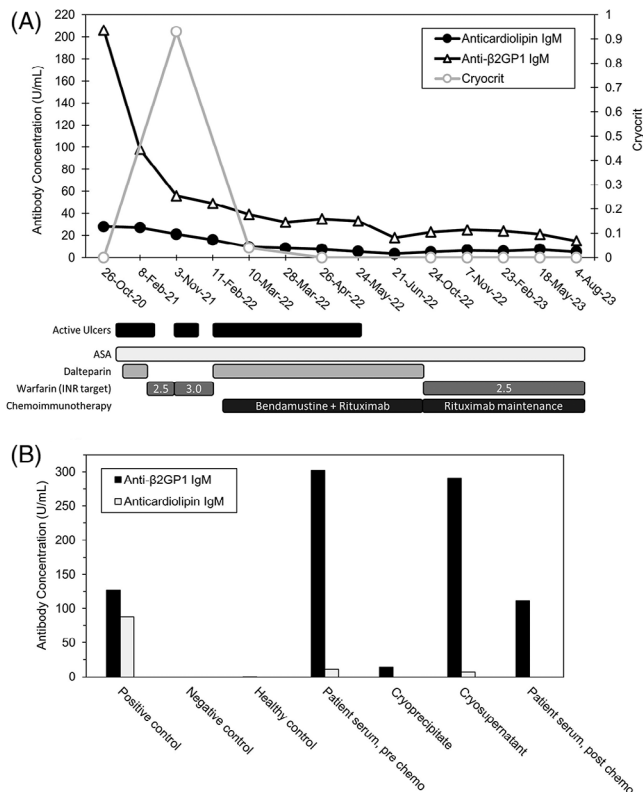 (A)
220
200
180
160
140
120
100
80
60
40
20
0
Antibody Concentration (U/mL)
Anticardiolipin IgM
Anti-β2GP1 IgM
Cryocrit
1
0.9
0.8
0.7
0.6
0.5
0.4
0.3
0.2
0.1
0
Cryocrit
26-Oct-20
8-Feb-21
3-Nov-21
11-Feb-22
10-Mar-22
28-Mar-22
26-Apr-22
24-May-22
21-Jun-22
24-Oct-22
7-Nov-22
23-Feb-23
18-May-23
4-Aug-23
Active Ulcers
ASA
Dalteparin
Warfarin (INR target) 2.5 3.0 2.5
Chemoimmunotherapy Bendamustine + Rituximab Rituximab maintenance
(B)
300
250
200
150
100
50
0
Antibody Concentration (U/mL)
Anti-β2GP1 IgM
Anticardiolipin IgM
Positive control
Negative control
Healthy control
Patient serum, pre chemo
Cryoprecipitate
Cryosupernatant
Patient serum, post chemo